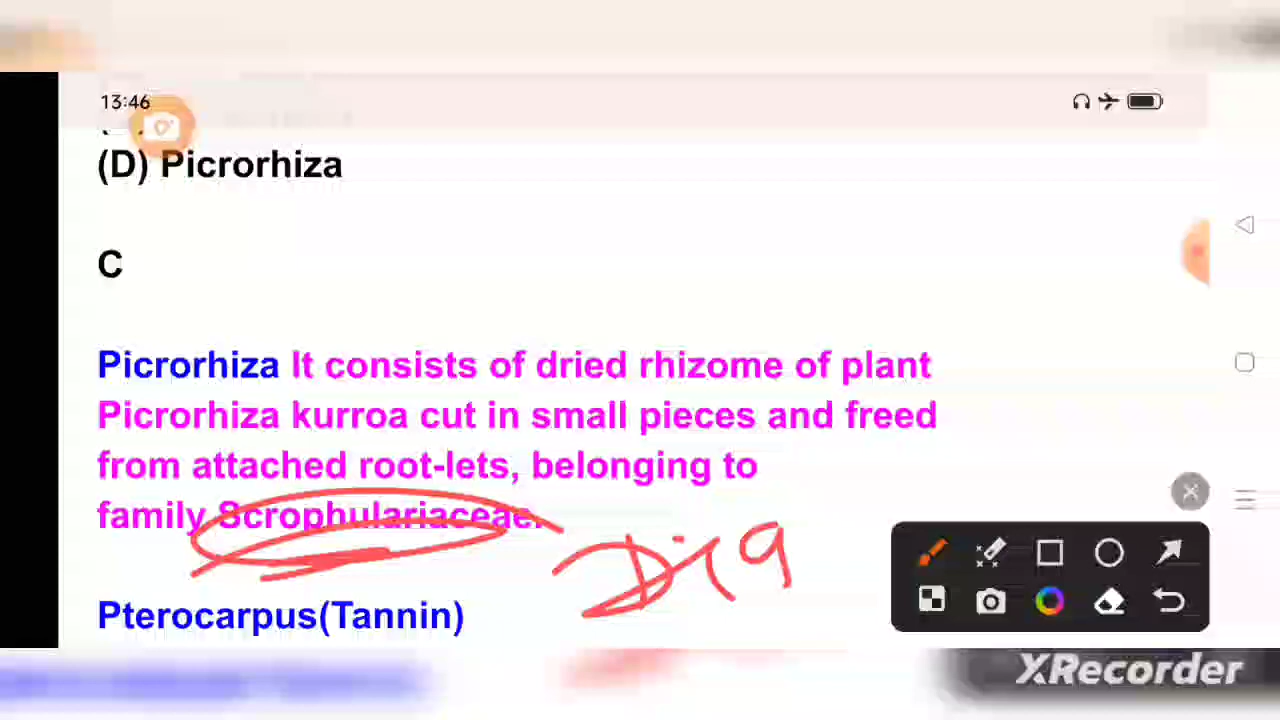 13:46
(D) Picrorhiza
C
Picrorhiza It consists of dried rhizome of plant
Picrorhiza kurroa cut in small pieces and freed
from attached root-lets, belonging to
family Scrophulariaceae.
Pterocarpus(Tannin)
XRecorder